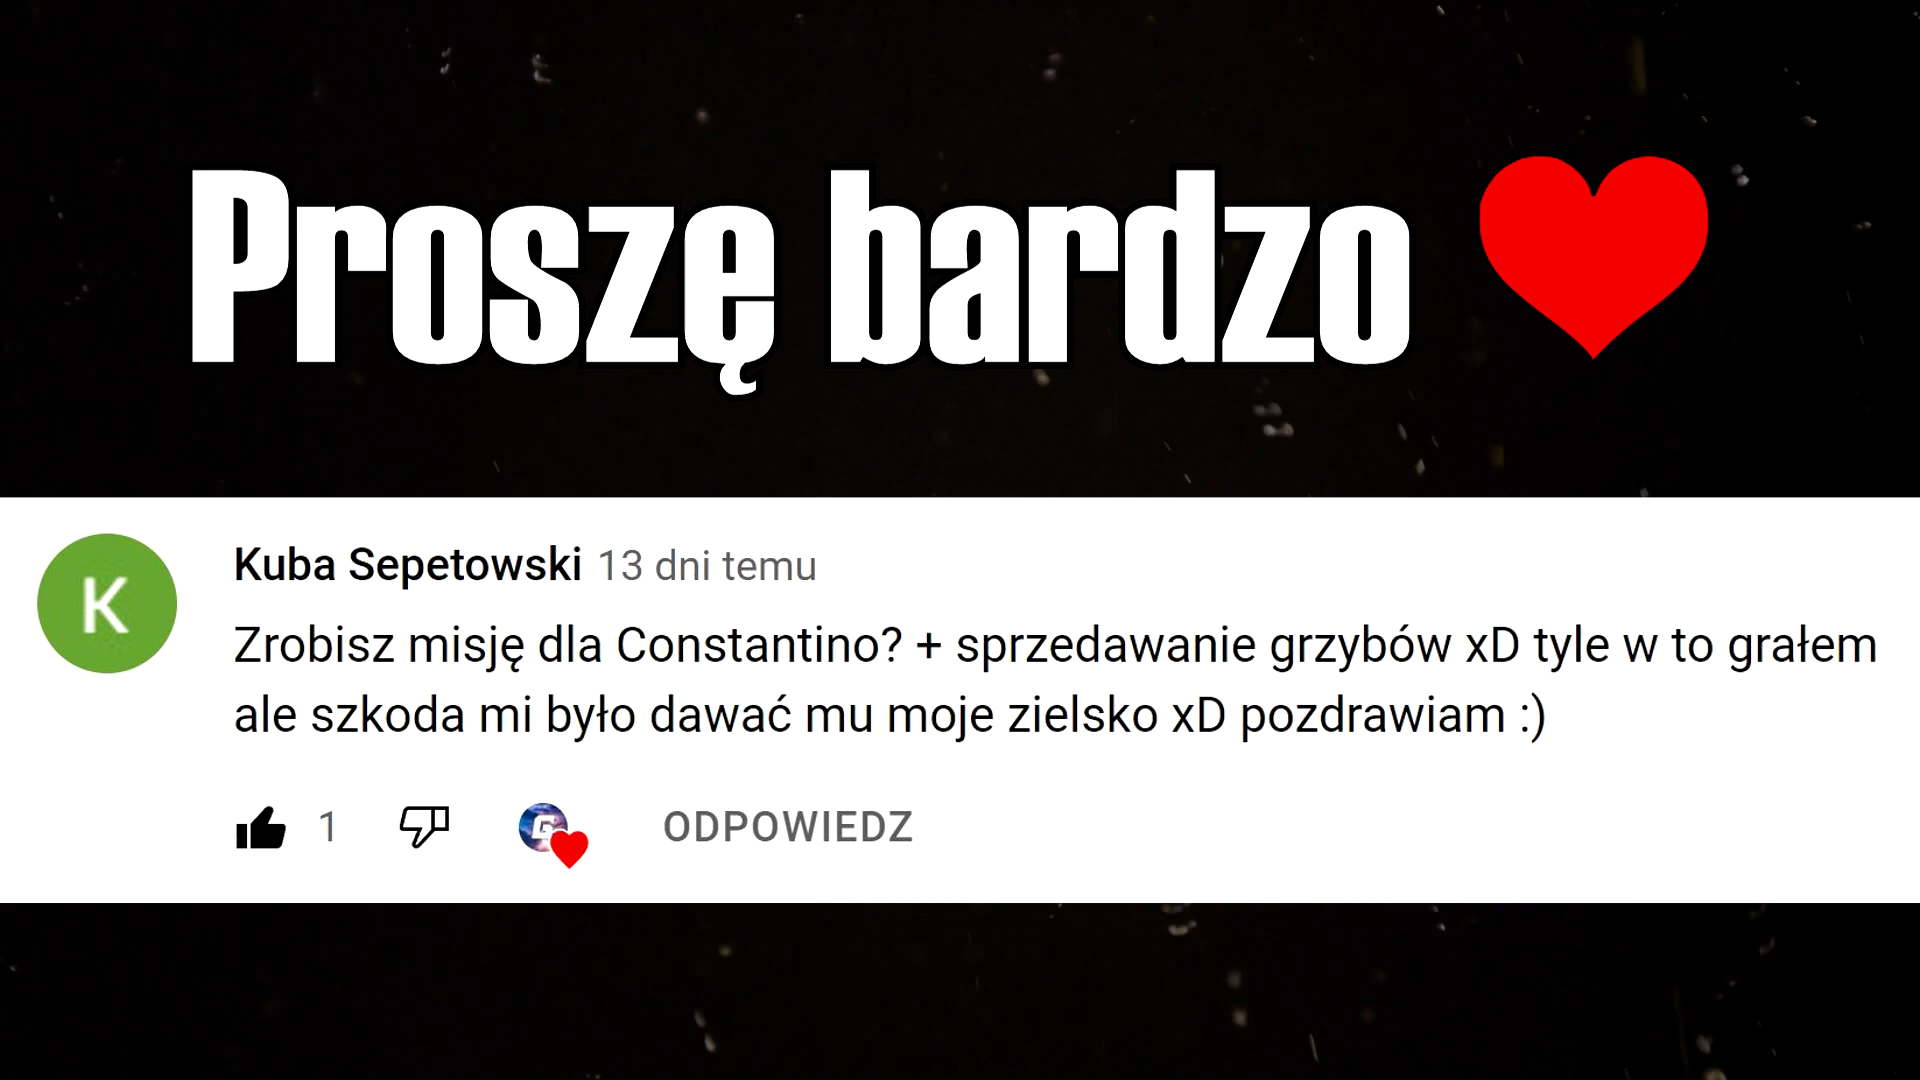 Proszę bardzo ❤
K
Kuba Sepetowski 13 dni temu
Zrobisz misję dla Constantino? + sprzedawanie grzybów xD tyle w to grałem
ale szkoda mi było dawać mu moje zielsko xD pozdrawiam :)
1 G ODPOWIEDZ